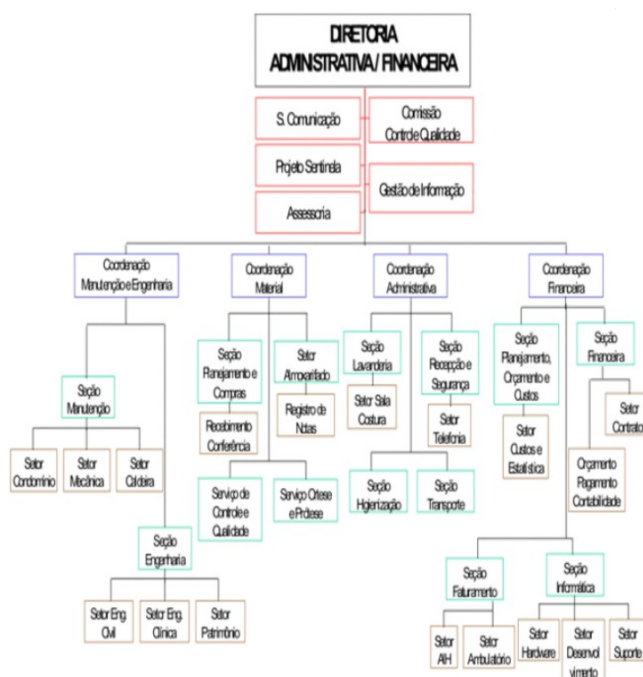 DIRETORIA
ADMINISTRATIVA / FINANCEIRA
S. Comunicação
Comissão
Controle Qualidade
Projeto Sentinala
Gestão de Informação
Assessoria
Coordenação
Manutenção e Engenharia
Coordenação
Material
Coordenação
Administrativa
Coordenação
Financeira
Seção
Manutenção
Setor
Condomínio
Setor
Mecânica
Setor
Caldeira
Seção
Engenharia
Setor Eng.
Civil
Setor Eng.
Clínica
Setor
Patrimônio
Seção
Planejamento e
Compras
Recebimento
Conferência
Setor
Almoxarifado
Registro de
Notas
Serviço de
Controle e
Qualidade
Serviço Ortese
e Prótese
Seção
Lavanderia
Setor Sala
Costura
Seção
Recepção e
Segurança
Setor
Telefonia
Seção
Higienização
Seção
Transporte
Seção
Planejamento,
Orçamento e
Custos
Setor
Custos e
Estatística
Seção
Financeira
Setor
Contrato
Orçamento
Pagamento
Contabilidade
Seção
Faturamento
Setor
AIH
Setor
Ambulatório
Seção
Informática
Setor
Hardware
Setor
Desenvol
vimento
Setor
Suporte